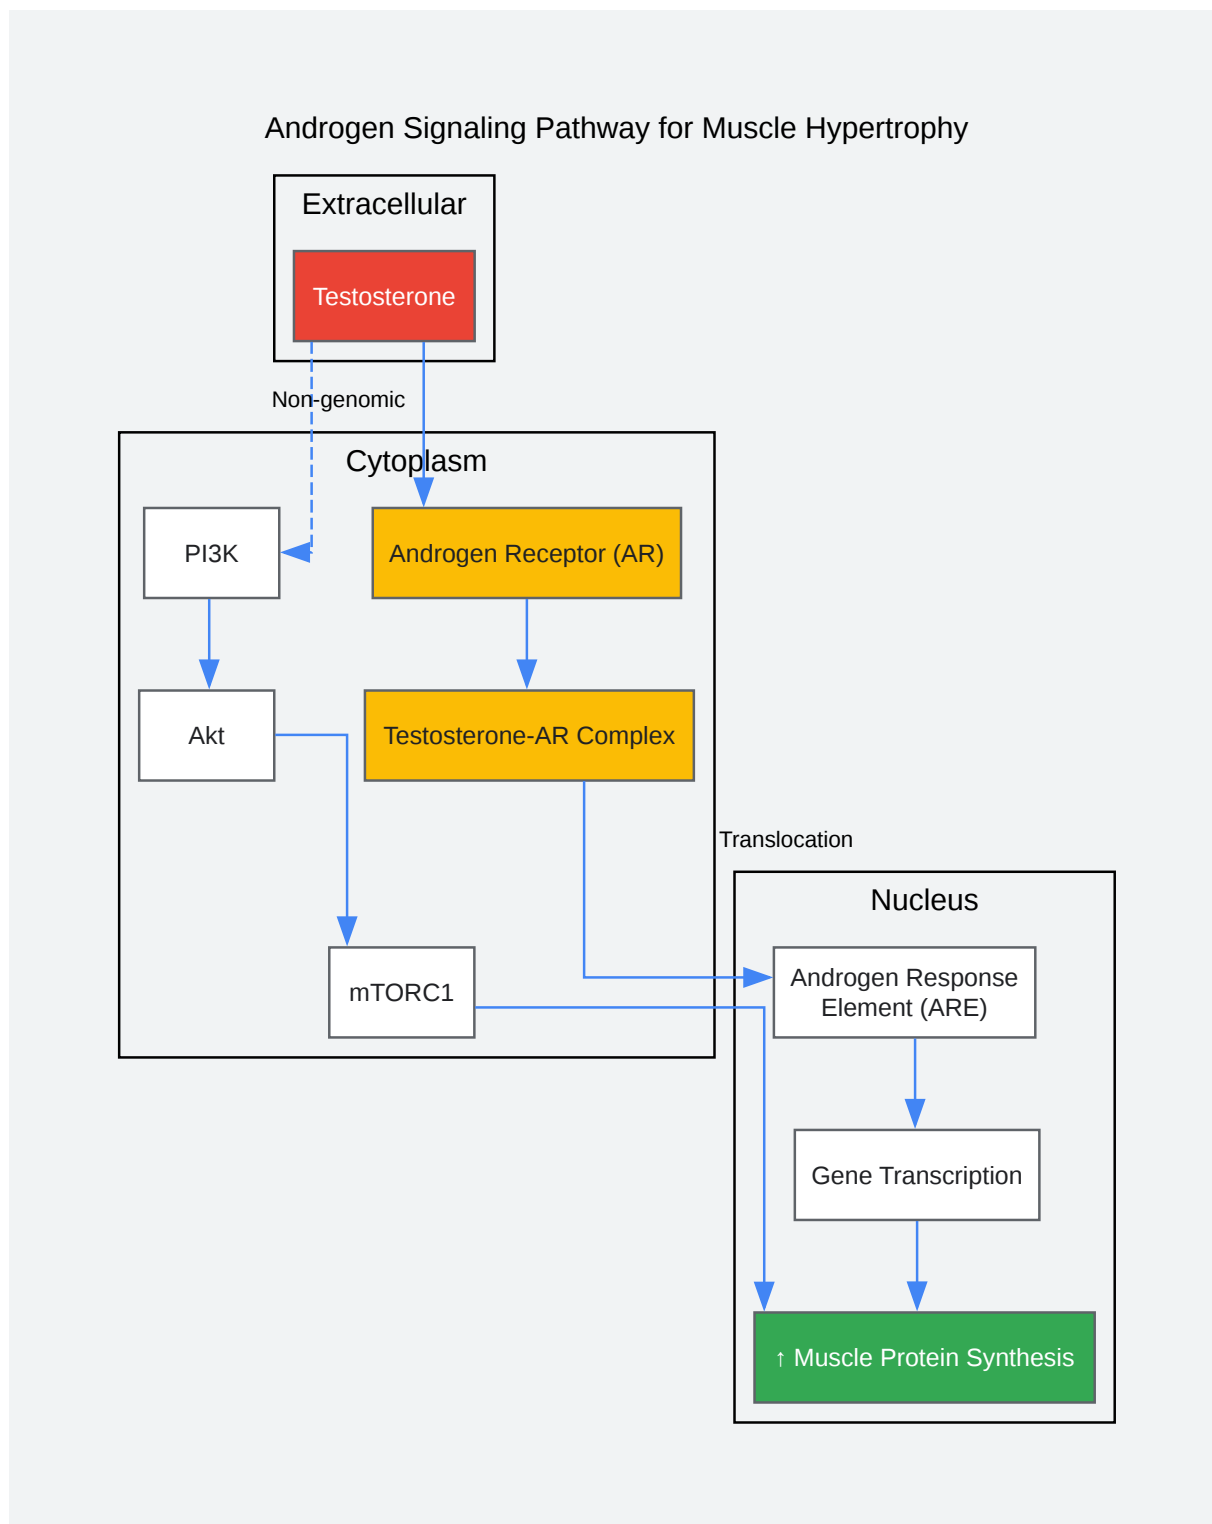 Androgen Signaling Pathway for Muscle Hypertrophy
Extracellular
Testosterone
Non-genomic
Cytoplasm
PI3K
Androgen Receptor (AR)
Akt
Testosterone-AR Complex
Translocation
Nucleus
mTORC1
Androgen Response
Element (ARE)
Gene Transcription
↑ Muscle Protein Synthesis